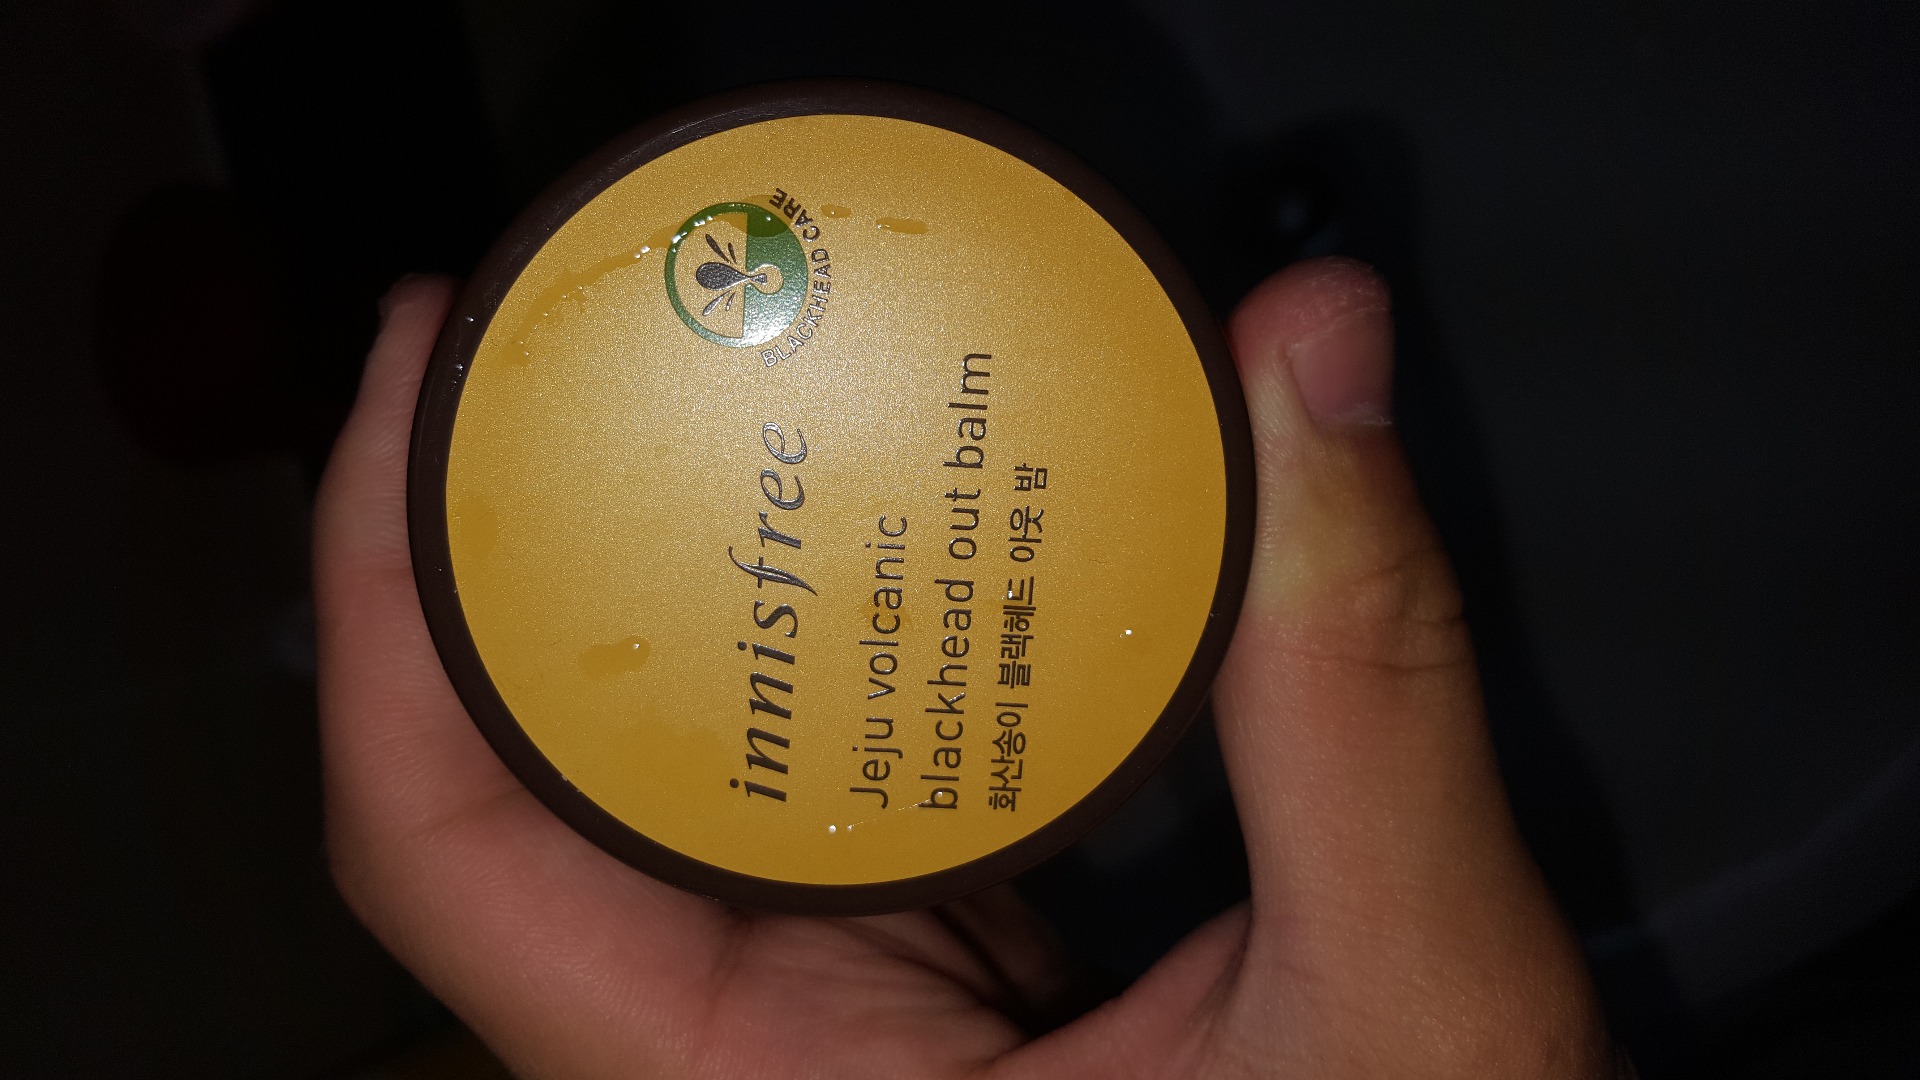 BLACKHEAD CARE
innisfree
Jeju volcanic
blackhead out balm
화산송이 블랙헤드 아웃 밤